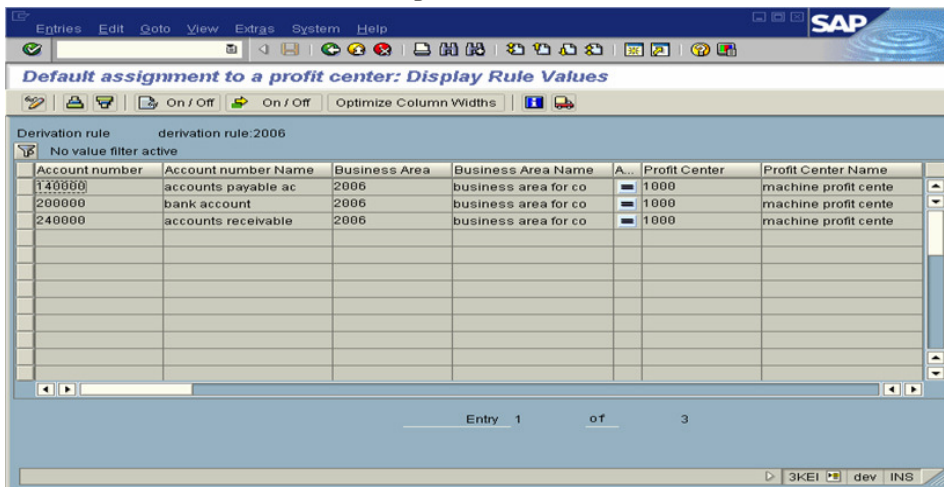 Entries Edit Goto View Extras System Help
SAP
Default assignment to a profit center: Display Rule Values
On / Off On / Off Optimize Column Widths
Derivation rule derivation rule:2006
No value filter active
Account number Account number Name Business Area Business Area Name A... Profit Center Profit Center Name
140000 accounts payable ac 2006 business area for co 1000 machine profit cente
200000 bank account 2006 business area for co 1000 machine profit cente
240000 accounts receivable 2006 business area for co 1000 machine profit cente
Entry 1 of 3
3KEI dev INS